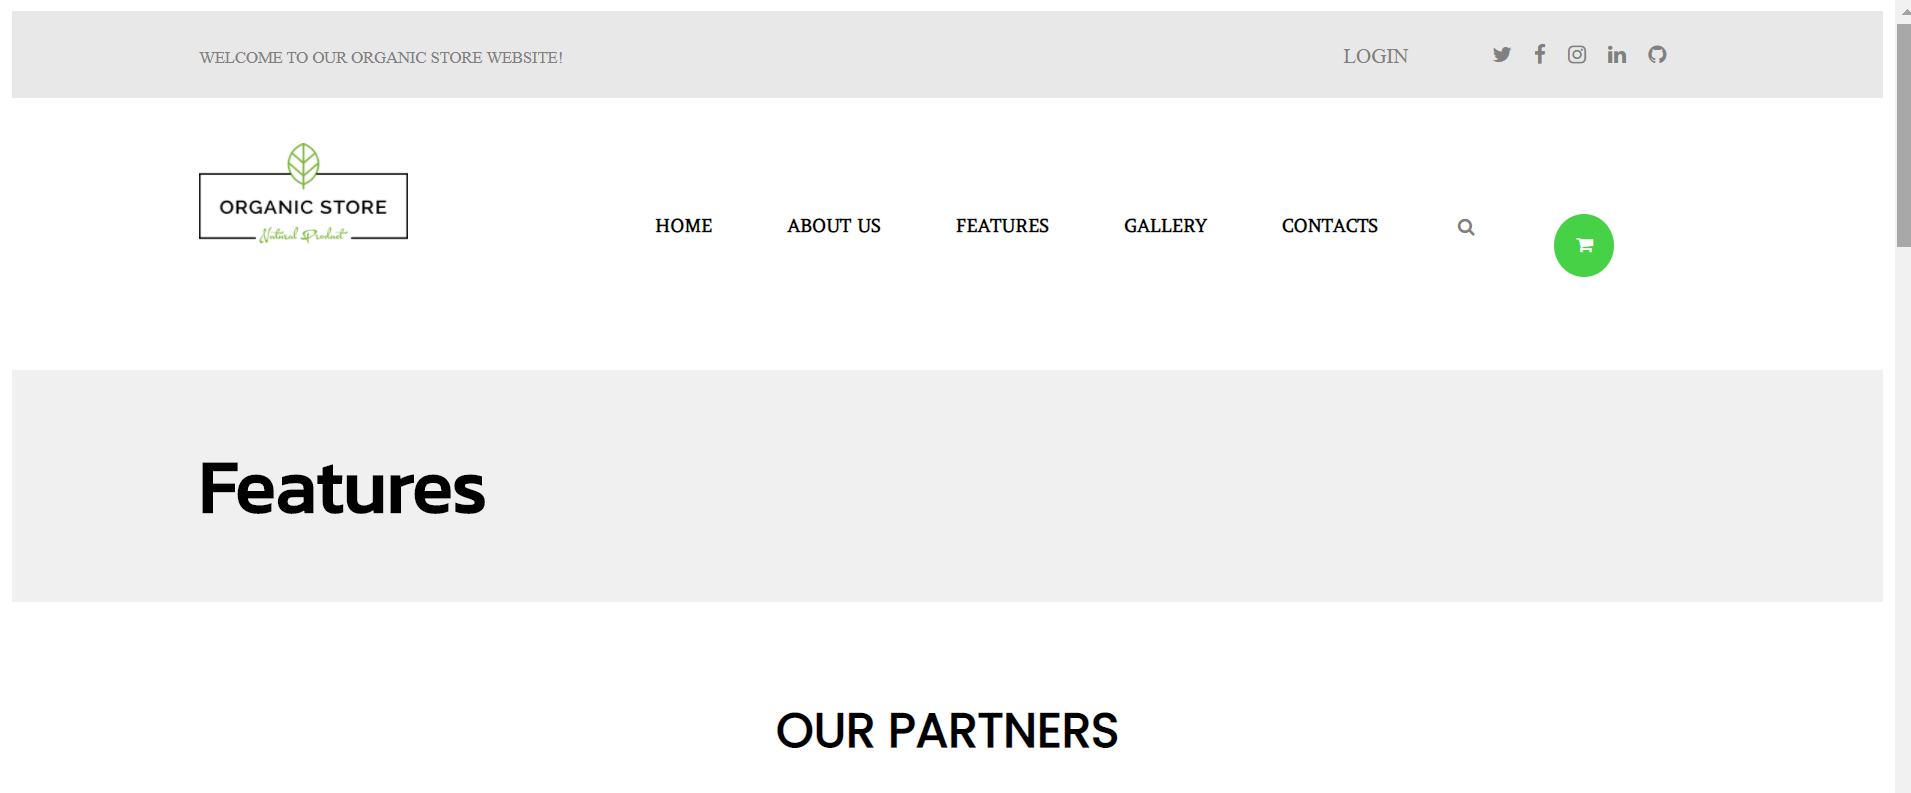 WELCOME TO OUR ORGANIC STORE WEBSITE!
LOGIN
ORGANIC STORE
Natural Product
HOME ABOUT US FEATURES GALLERY CONTACTS
Features
OUR PARTNERS